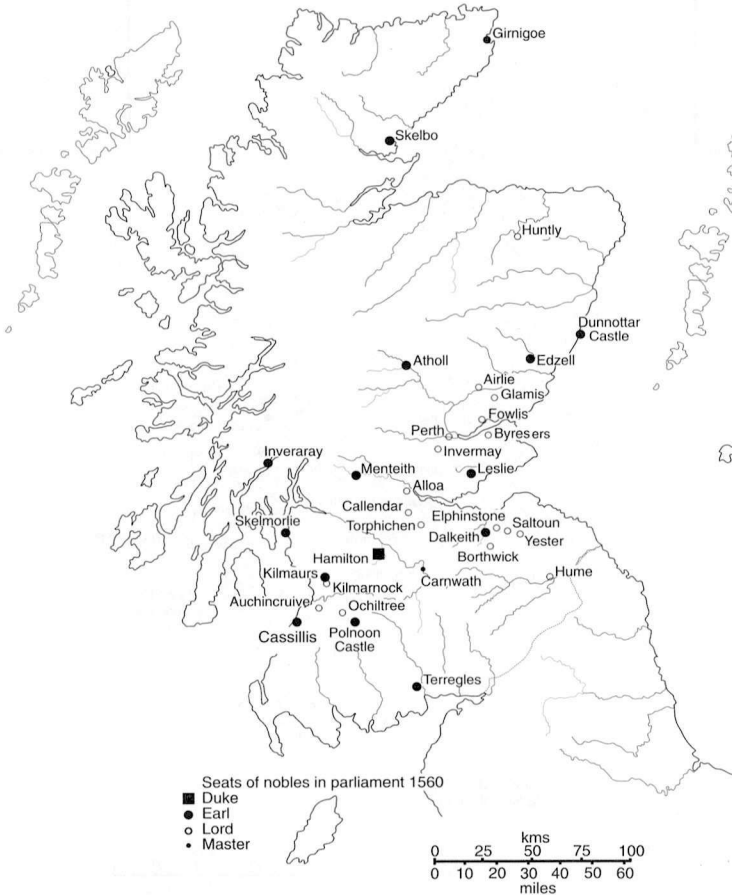 Girnigoe
Skelbo
Huntly
Dunnottar
Castle
Atholl
Edzell
Airlie
Glamis
Fowlis
Perth
Byresers
Invermay
Inveraray
Menteith
Leslie
Alloa
Callendar
Elphinstone
Saltoun
Skelmorlie
Torphichen
Dalkeith
Yester
Borthwick
Hamilton
Kilmaurs
Carnwath
Hume
Kilmarnock
Auchincruive
Ochiltree
Cassillis
Polnoon
Castle
Terregles
Seats of nobles in parliament 1560
Duke
Earl
Lord
Master
kms
0 25 50 75 100
0 10 20 30 40 50 60
miles